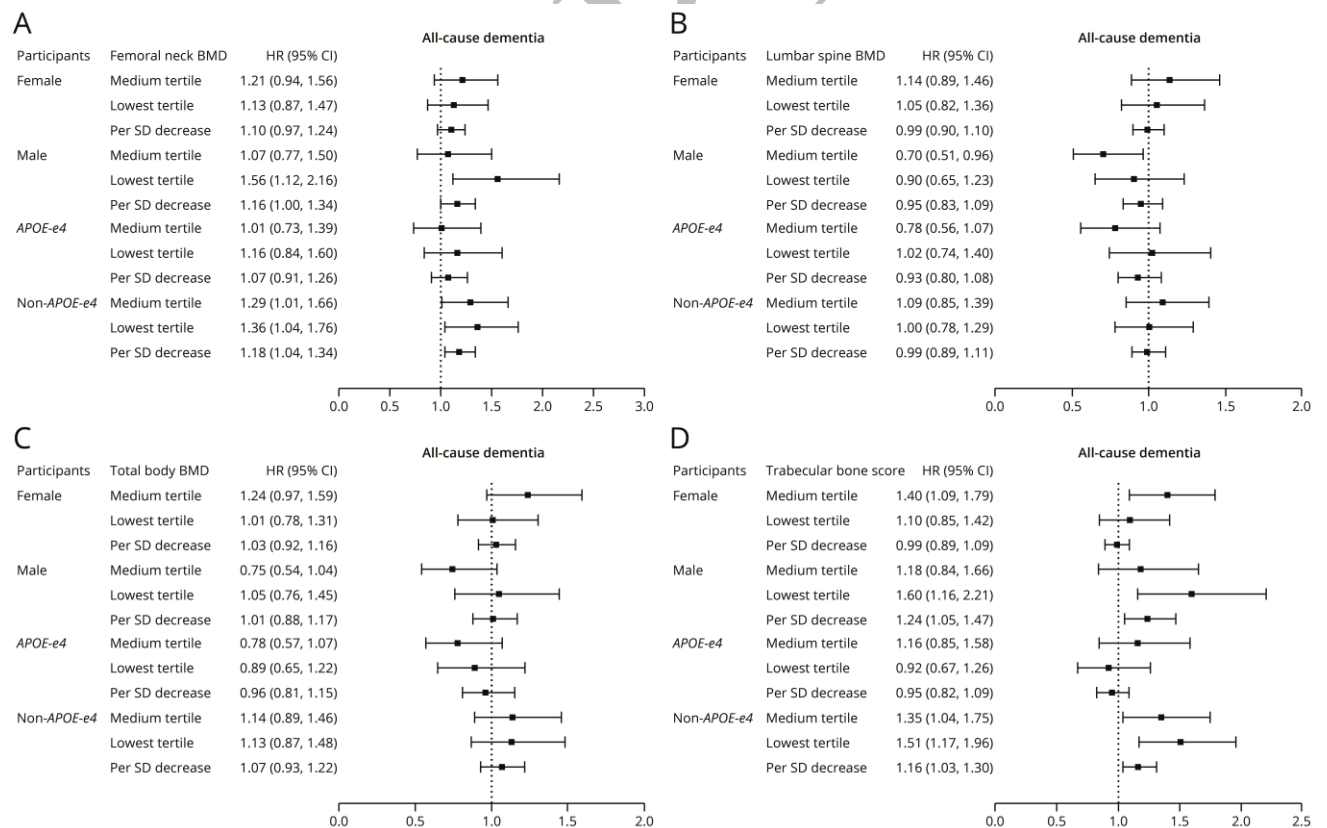 A
All-cause dementia
Participants Femoral neck BMD HR (95% CI)
Female Medium tertile 1.21 (0.94, 1.56)
Lowest tertile 1.13 (0.87, 1.47)
Per SD decrease 1.10 (0.97, 1.24)
Male Medium tertile 1.07 (0.77, 1.50)
Lowest tertile 1.56 (1.12, 2.16)
Per SD decrease 1.16 (1.00, 1.34)
APOE-e4 Medium tertile 1.01 (0.73, 1.39)
Lowest tertile 1.16 (0.84, 1.60)
Per SD decrease 1.07 (0.91, 1.26)
Non-APOE-e4 Medium tertile 1.29 (1.01, 1.66)
Lowest tertile 1.36 (1.04, 1.76)
Per SD decrease 1.18 (1.04, 1.34)
0.0 0.5 1.0 1.5 2.0 2.5 3.0
B
All-cause dementia
Participants Lumbar spine BMD HR (95% CI)
Female Medium tertile 1.14 (0.89, 1.46)
Lowest tertile 1.05 (0.82, 1.36)
Per SD decrease 0.99 (0.90, 1.10)
Male Medium tertile 0.70 (0.51, 0.96)
Lowest tertile 0.90 (0.65, 1.23)
Per SD decrease 0.95 (0.83, 1.09)
APOE-e4 Medium tertile 0.78 (0.56, 1.07)
Lowest tertile 1.02 (0.74, 1.40)
Per SD decrease 0.93 (0.80, 1.08)
Non-APOE-e4 Medium tertile 1.09 (0.85, 1.39)
Lowest tertile 1.00 (0.78, 1.29)
Per SD decrease 0.99 (0.89, 1.11)
0.0 0.5 1.0 1.5 2.0
C
All-cause dementia
Participants Total body BMD HR (95% CI)
Female Medium tertile 1.24 (0.97, 1.59)
Lowest tertile 1.01 (0.78, 1.31)
Per SD decrease 1.03 (0.92, 1.16)
Male Medium tertile 0.75 (0.54, 1.04)
Lowest tertile 1.05 (0.76, 1.45)
Per SD decrease 1.01 (0.88, 1.17)
APOE-e4 Medium tertile 0.78 (0.57, 1.07)
Lowest tertile 0.89 (0.65, 1.22)
Per SD decrease 0.96 (0.81, 1.15)
Non-APOE-e4 Medium tertile 1.14 (0.89, 1.46)
Lowest tertile 1.13 (0.87, 1.48)
Per SD decrease 1.07 (0.93, 1.22)
0.0 0.5 1.0 1.5 2.0
D
All-cause dementia
Participants Trabecular bone score HR (95% CI)
Female Medium tertile 1.40 (1.09, 1.79)
Lowest tertile 1.10 (0.85, 1.42)
Per SD decrease 0.99 (0.89, 1.09)
Male Medium tertile 1.18 (0.84, 1.66)
Lowest tertile 1.60 (1.16, 2.21)
Per SD decrease 1.24 (1.05, 1.47)
APOE-e4 Medium tertile 1.16 (0.85, 1.58)
Lowest tertile 0.92 (0.67, 1.26)
Per SD decrease 0.95 (0.82, 1.09)
Non-APOE-e4 Medium tertile 1.35 (1.04, 1.75)
Lowest tertile 1.51 (1.17, 1.96)
Per SD decrease 1.16 (1.03, 1.30)
0.0 0.5 1.0 1.5 2.0 2.5